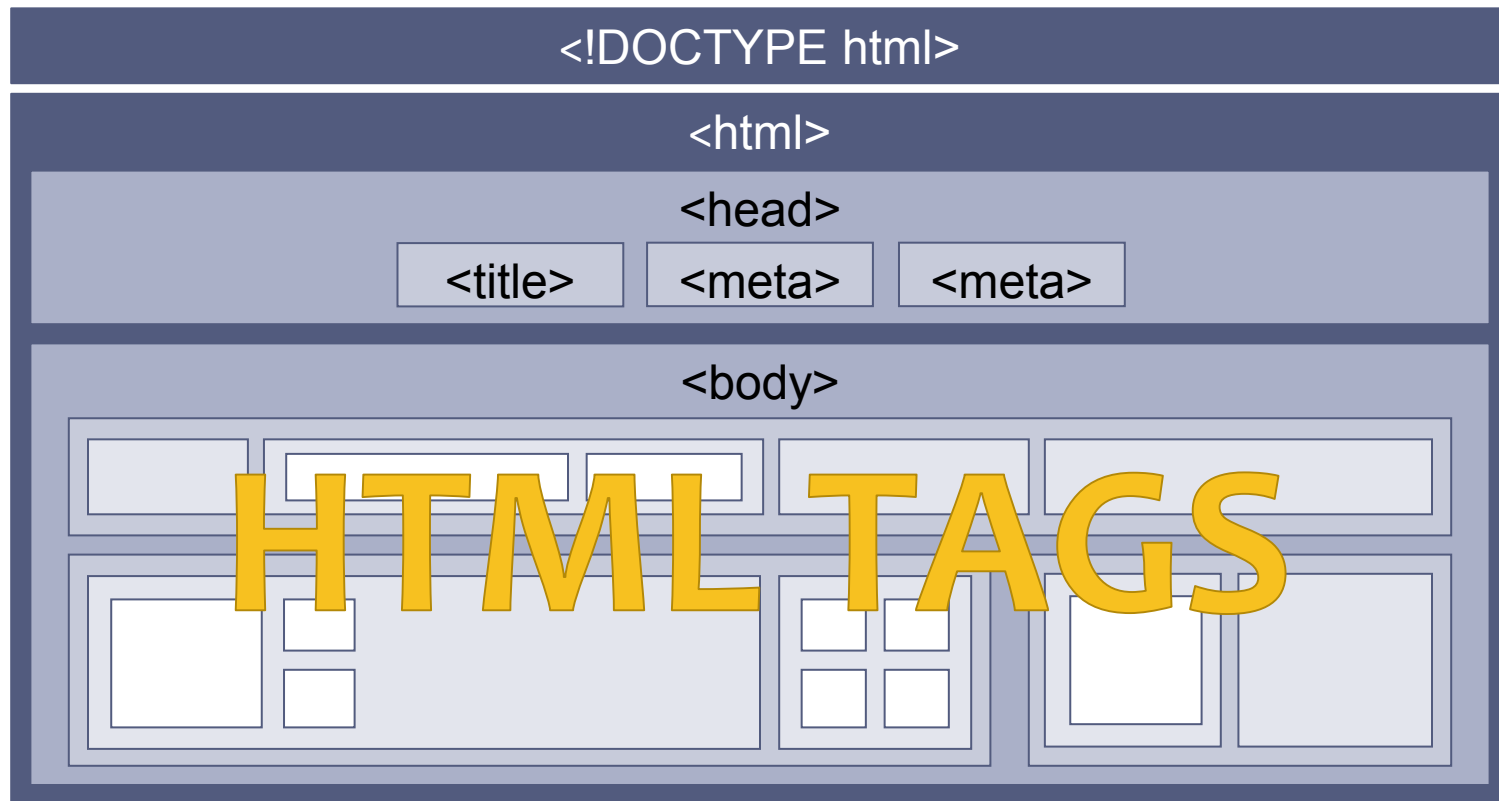 <!DOCTYPE html>
<html>
<head>
<title> <meta> <meta>
<body>
HTML TAGS